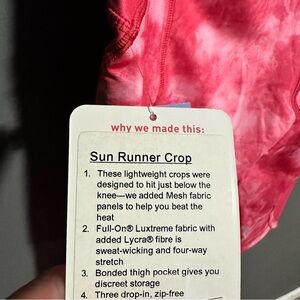 why we made this:
Sun Runner Crop
1. These lightweight crops were
designed to hit just below the
knee—we added Mesh fabric
panels to help you beat the
heat
2. Full-On® Luxtreme fabric with
added Lycra® fibre is
sweat-wicking and four-way
stretch
3. Bonded thigh pocket gives you
discreet storage
4. Three drop-in, zip-free